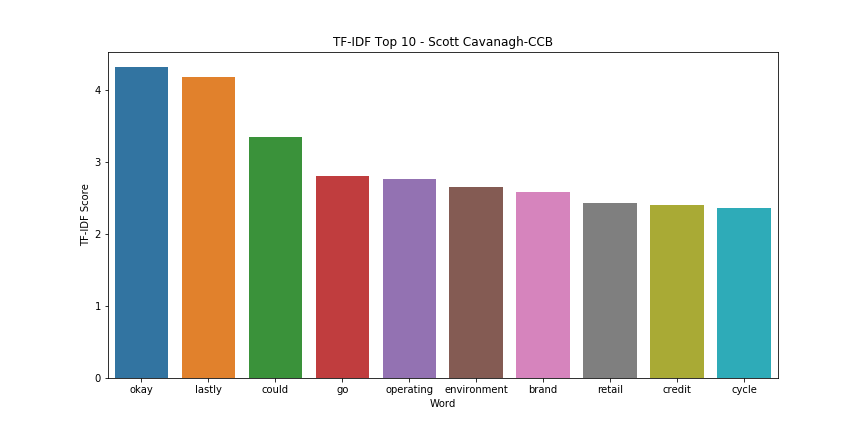 TF-IDF Top 10 - Scott Cavanagh-CCB
TF-IDF Score
4
3
2
1
0
okay lastly could go operating environment brand retail credit cycle
Word